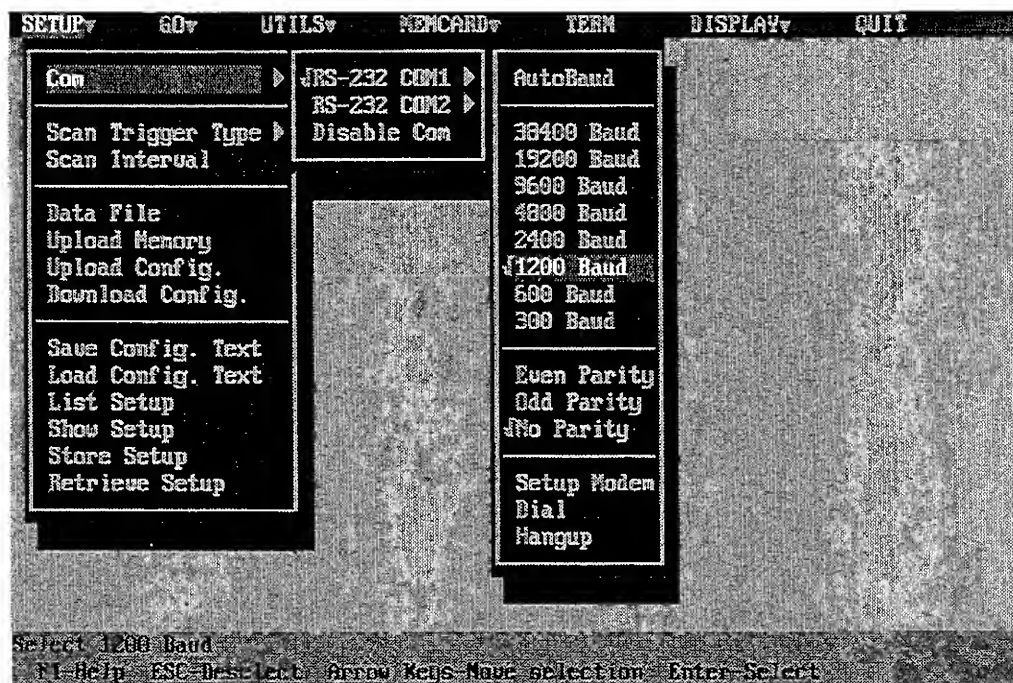 SETUP▼ GO▼ UTILS▼ MEMCARD▼ TERM DISPLAY▼ QUIT
Com ▶
Scan Trigger Type ▶
Scan Interval
Data File
Upload Memory
Upload Config.
Download Config.
Save Config. Text
Load Config. Text
List Setup
Show Setup
Store Setup
Retrieve Setup
√RS-232 COM1 ▶
RS-232 COM2 ▶
Disable Com
AutoBaud
38400 Baud
19200 Baud
9600 Baud
4800 Baud
2400 Baud
√1200 Baud
600 Baud
300 Baud
Even Parity
Odd Parity
√No Parity
Setup Modem
Dial
Hangup
Select 1200 Baud
F1-Help ESC-Deselect Arrow Keys-Move selection Enter-Select